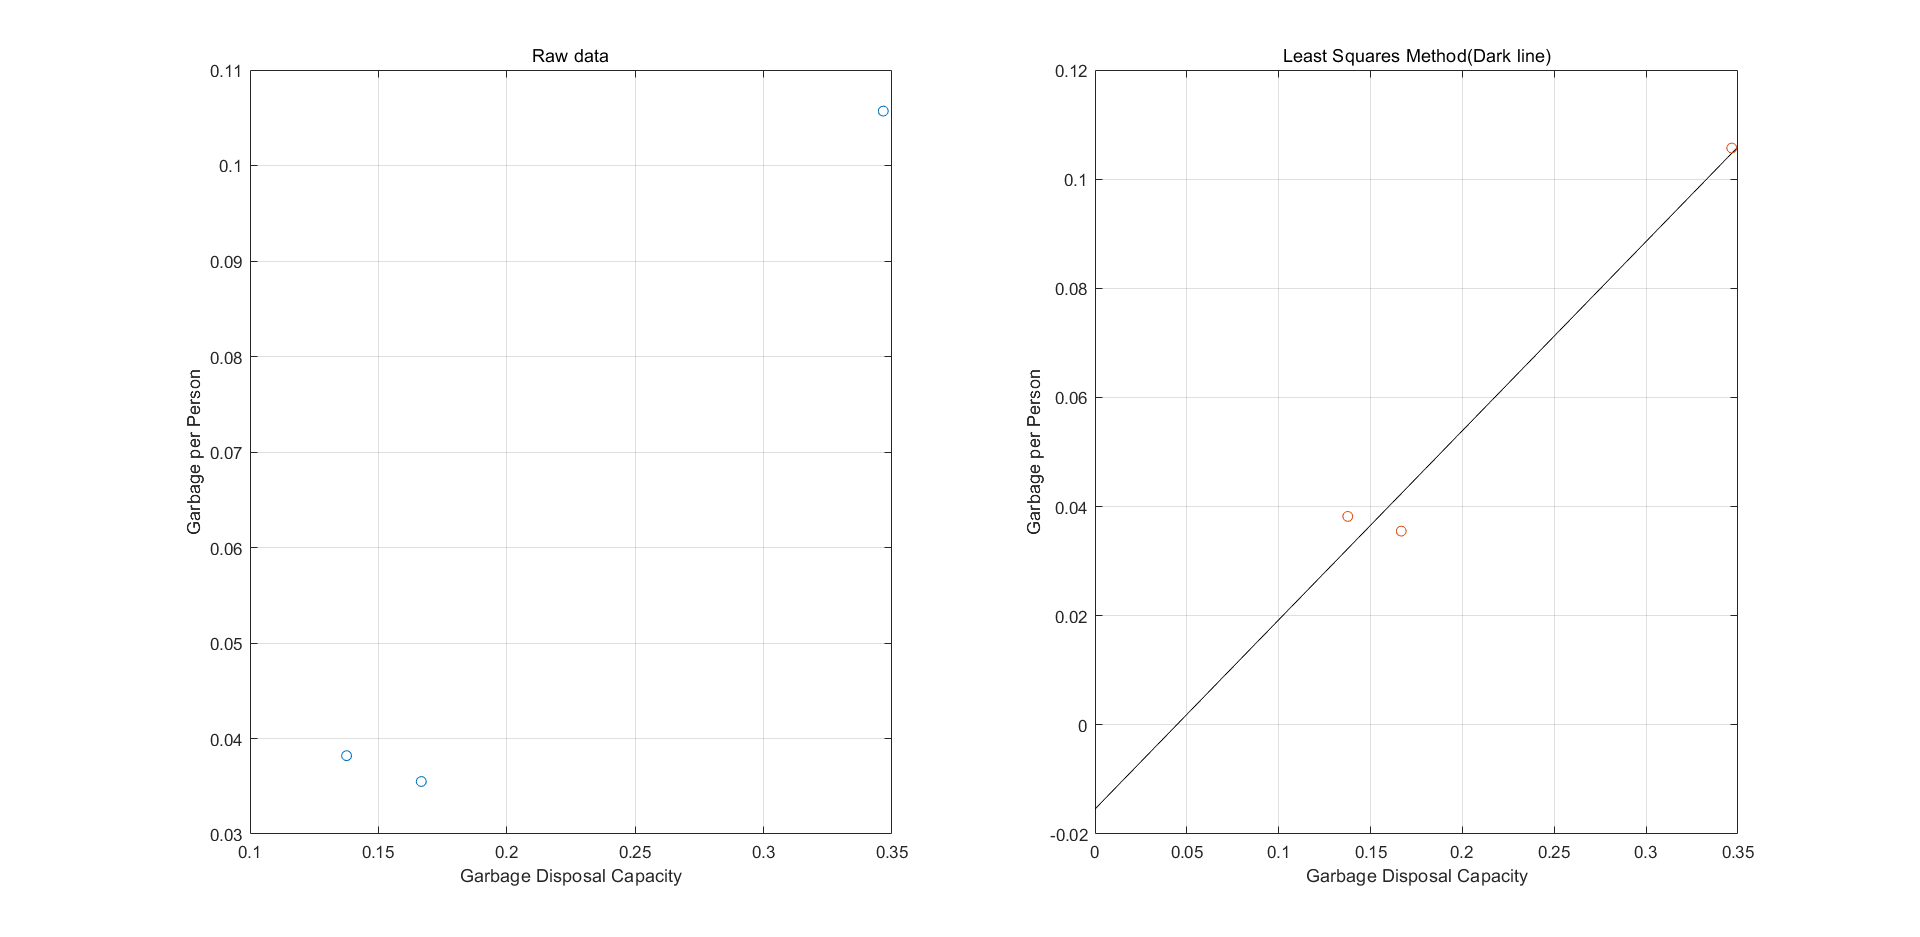 Raw data
0.11
0.1
0.09
0.08
0.07
0.06
0.05
0.04
0.03
0.1 0.15 0.2 0.25 0.3 0.35
Garbage Disposal Capacity
Garbage per Person
Least Squares Method(Dark line)
0.12
0.1
0.08
0.06
0.04
0.02
0
-0.02
0 0.05 0.1 0.15 0.2 0.25 0.3 0.35
Garbage Disposal Capacity
Garbage per Person